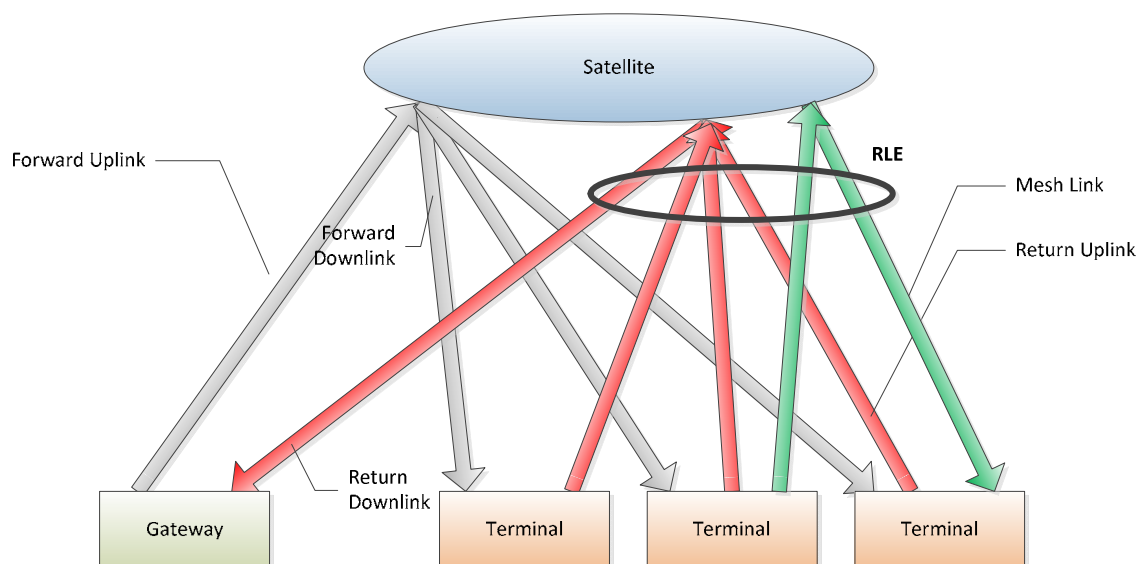 Satellite
RLE
Forward Uplink
Mesh Link
Forward
Downlink
Return Uplink
Return
Downlink
Gateway
Terminal
Terminal
Terminal